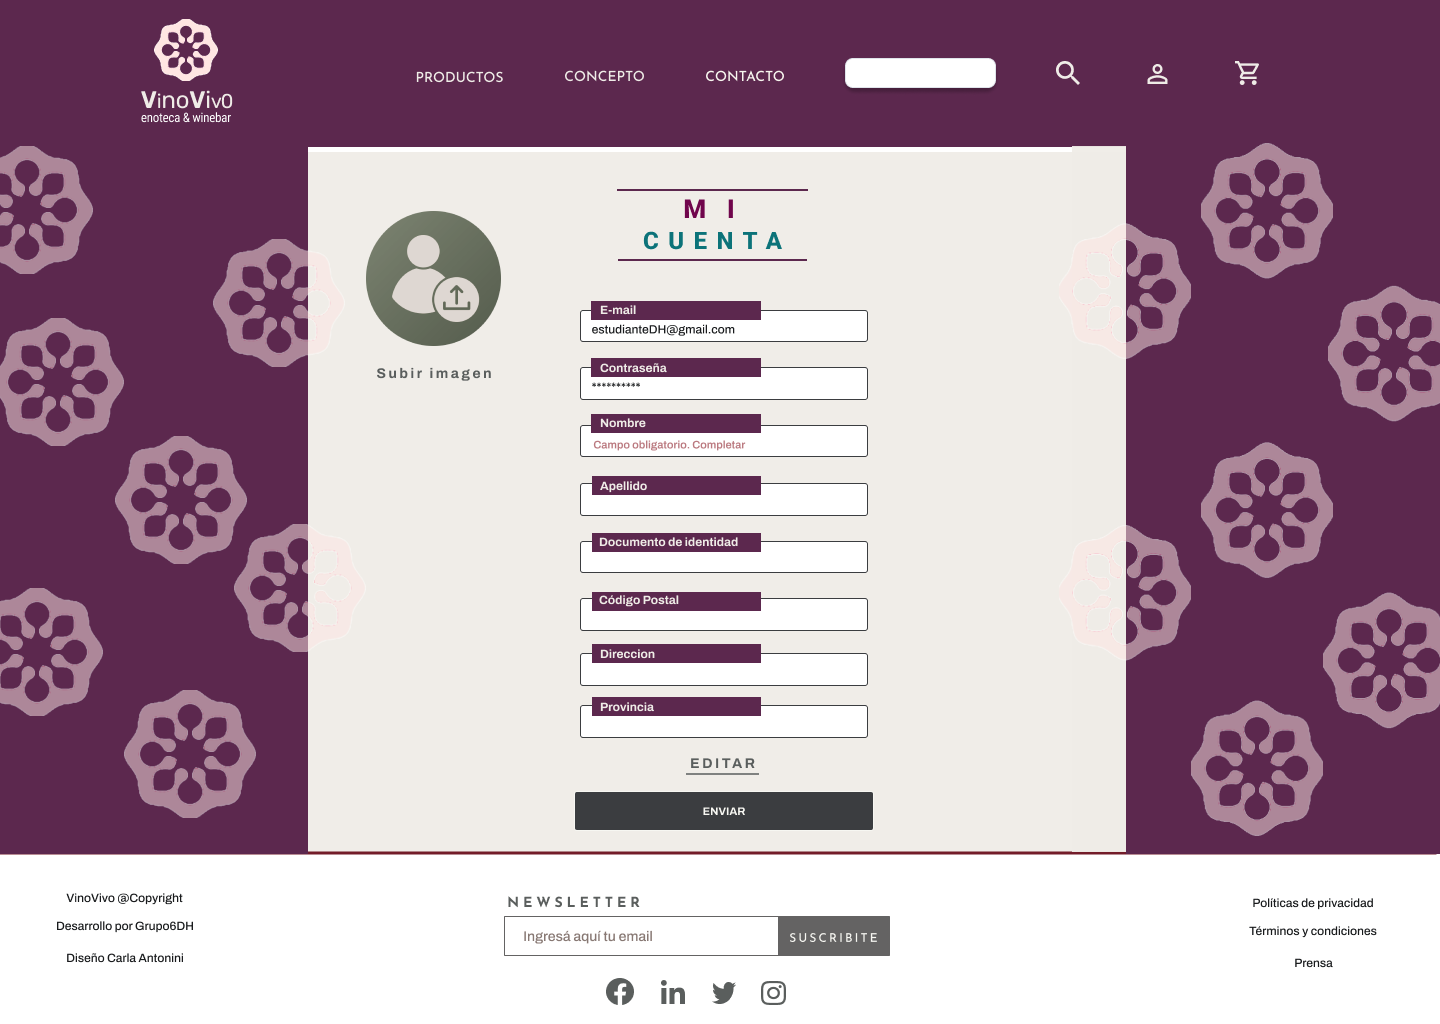 VinoVivo
enoteca & winebar
PRODUCTOS
CONCEPTO
CONTACTO
MI
CUENTA
Subir imagen
E-mail
estudianteDH@gmail.com
Contraseña
**********
Nombre
Campo obligatorio. Completar
Apellido
Documento de identidad
Código Postal
Direccion
Provincia
EDITAR
ENVIAR
VinoVivo @Copyright
Desarrollo por Grupo6DH
Diseño Carla Antonini
NEWSLETTER
Ingresá aquí tu email
SUSCRIBITE
Políticas de privacidad
Términos y condiciones
Prensa